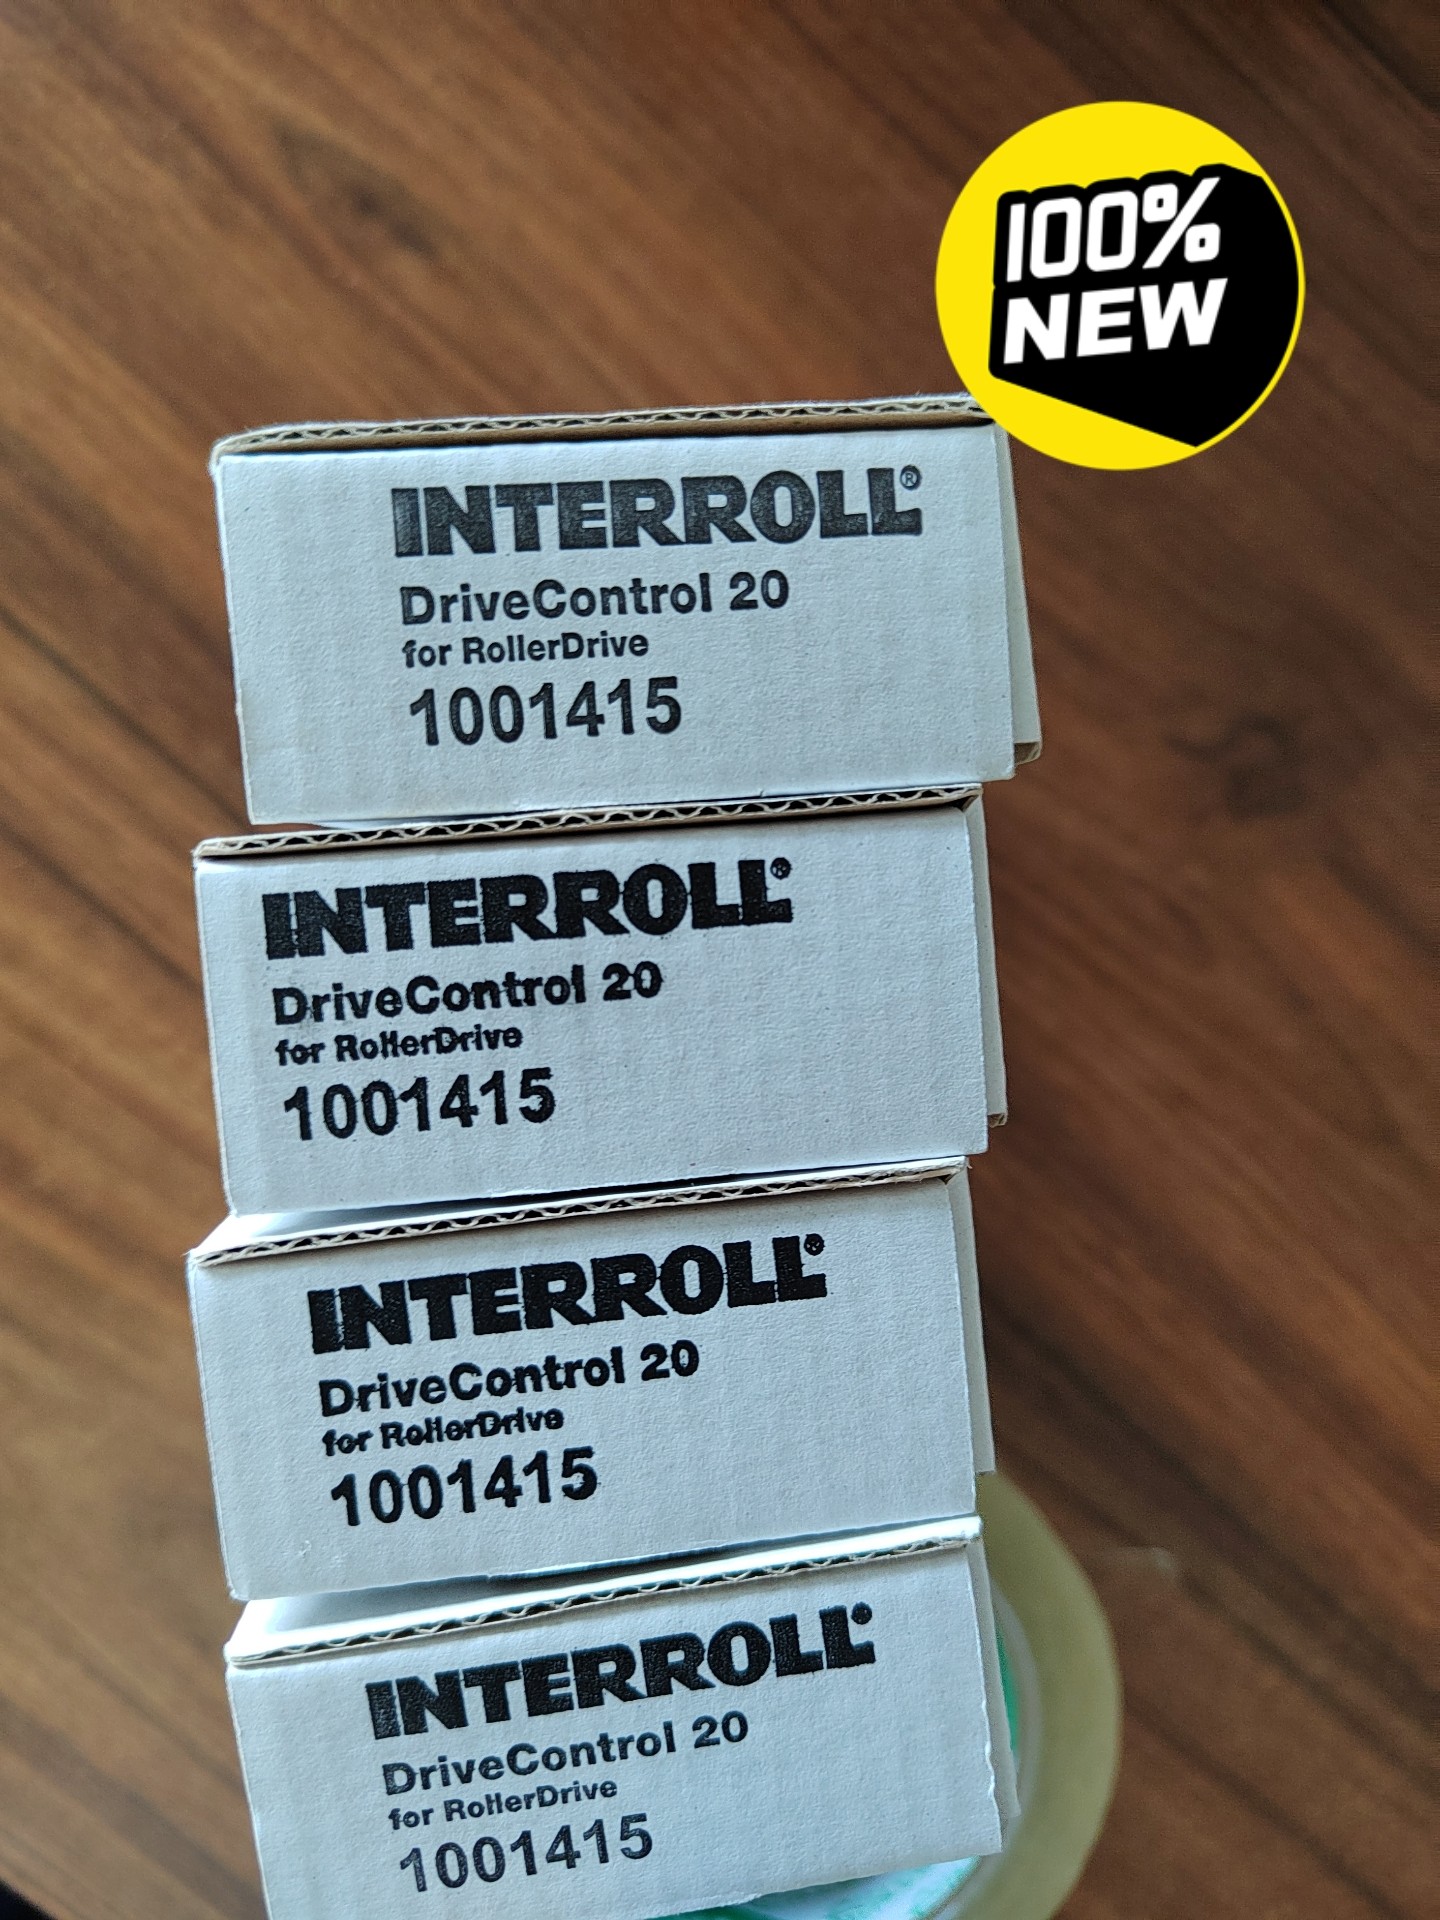 100%
NEW
INTERROLL®
DriveControl 20
for RollerDrive
1001415
INTERROLL®
DriveControl 20
for RollerDrive
1001415
INTERROLL®
DriveControl 20
for RollerDrive
1001415
INTERROLL®
DriveControl 20
for RollerDrive
1001415